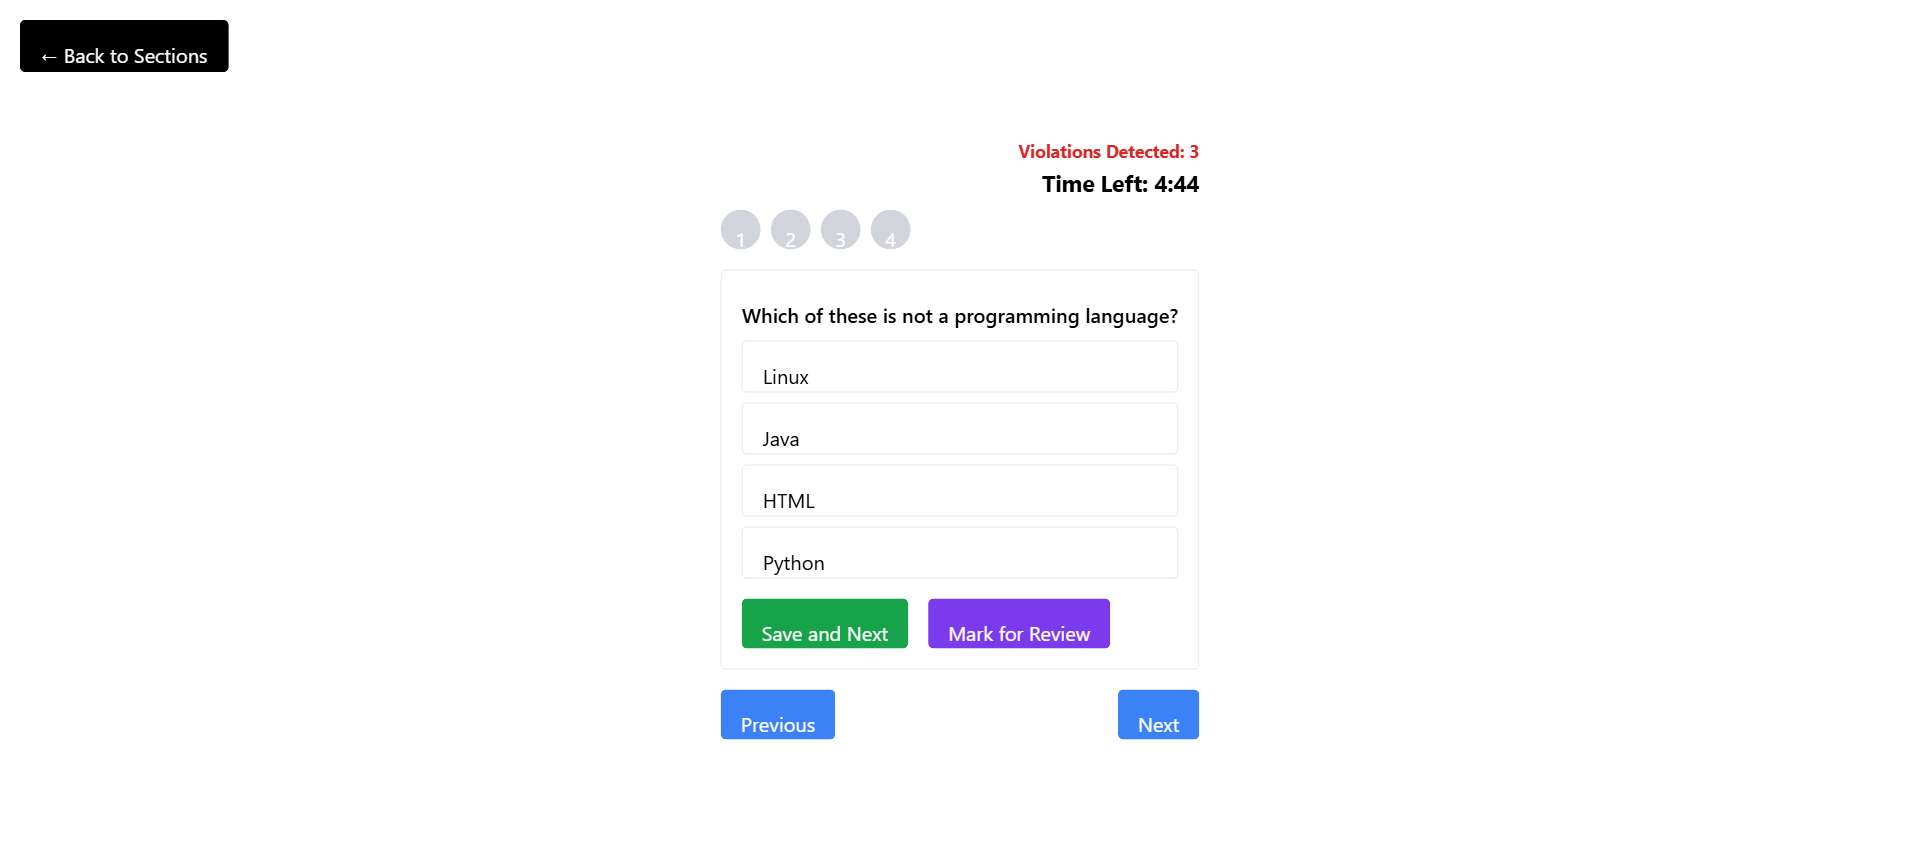 ← Back to Sections
Violations Detected: 3
Time Left: 4:44
1 2 3 4
Which of these is not a programming language?
Linux
Java
HTML
Python
Save and Next Mark for Review
Previous Next